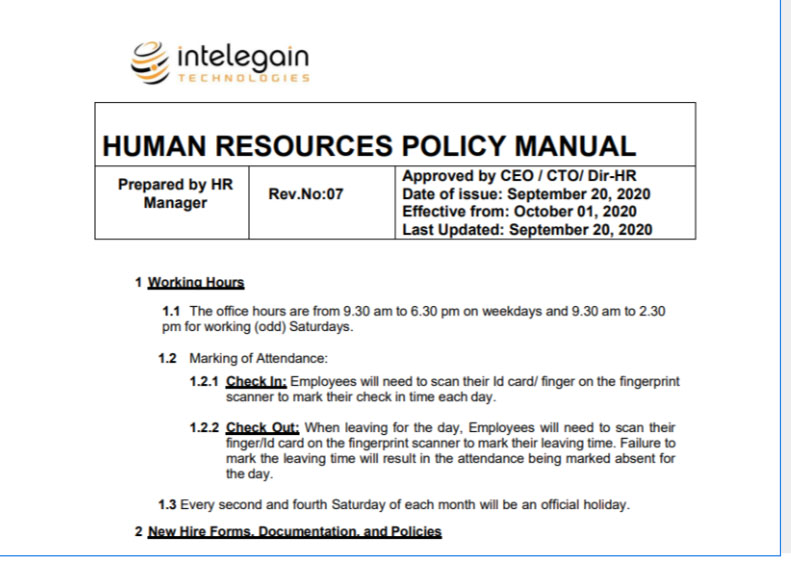 intelegain
TECHNOLOGIES
HUMAN RESOURCES POLICY MANUAL
Prepared by HR
Manager
Rev.No:07
Approved by CEO / CTO/ Dir-HR
Date of issue: September 20, 2020
Effective from: October 01, 2020
Last Updated: September 20, 2020
1 Working Hours
1.1 The office hours are from 9.30 am to 6.30 pm on weekdays and 9.30 am to 2.30
pm for working (odd) Saturdays.
1.2 Marking of Attendance:
1.2.1 Check In: Employees will need to scan their Id card/ finger on the fingerprint
scanner to mark their check in time each day.
1.2.2 Check Out: When leaving for the day, Employees will need to scan their
finger/Id card on the fingerprint scanner to mark their leaving time. Failure to
mark the leaving time will result in the attendance being marked absent for
the day.
1.3 Every second and fourth Saturday of each month will be an official holiday.
2 New Hire Forms, Documentation, and Policies